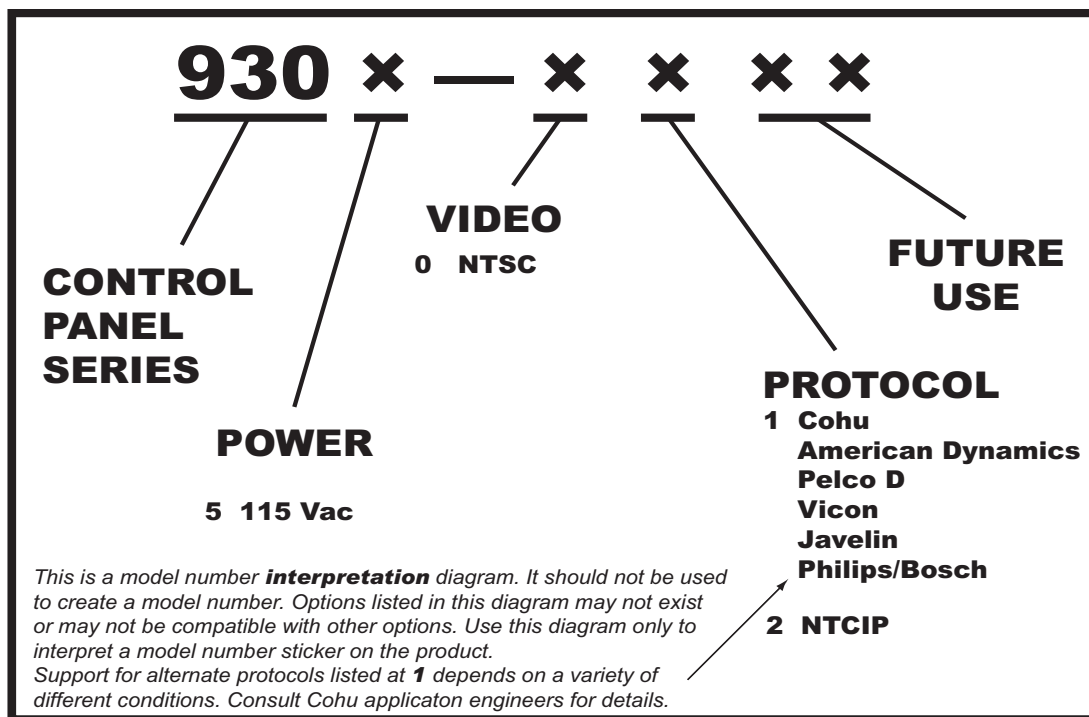 930 × — × × × ×
VIDEO
0 NTSC
CONTROL
PANEL
SERIES
FUTURE
USE
POWER
5 115 Vac
PROTOCOL
1 Cohu
American Dynamics
Pelco D
Vicon
Javelin
Philips/Bosch
2 NTCIP
This is a model number interpretation diagram. It should not be used
to create a model number. Options listed in this diagram may not exist
or may not be compatible with other options. Use this diagram only to
interpret a model number sticker on the product.
Support for alternate protocols listed at 1 depends on a variety of
different conditions. Consult Cohu applicaton engineers for details.